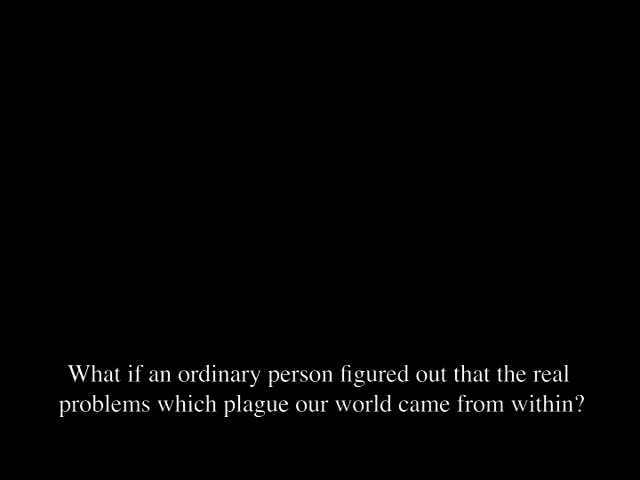 What if an ordinary person figured out that the real
problems which plague our world came from within?